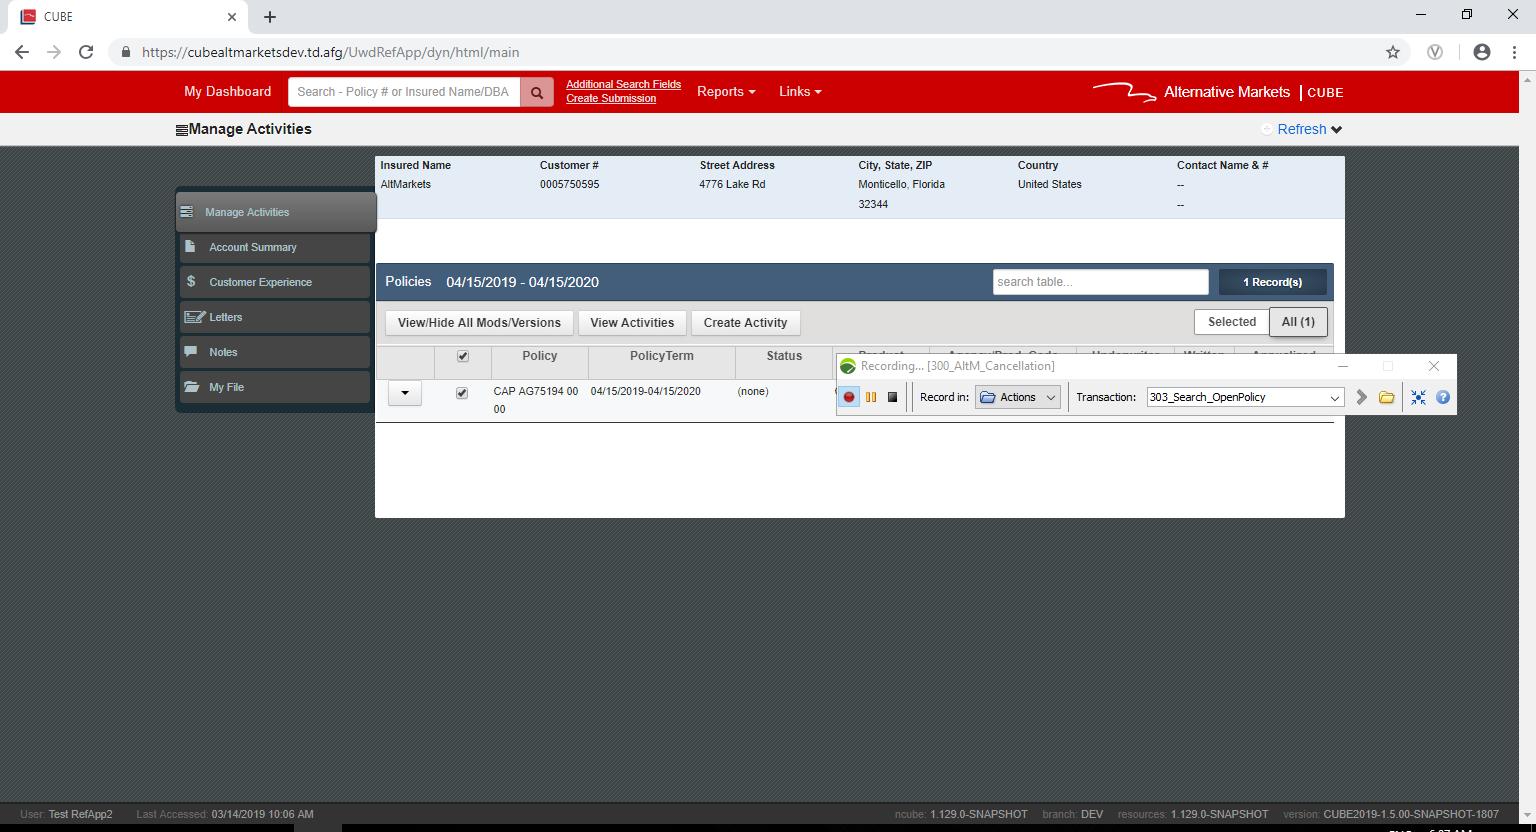 CUBE
https://cubealtmarketsdev.td.afg/UwdRefApp/dyn/html/main
My Dashboard
Search - Policy # or Insured Name/DBA
Additional Search Fields
Create Submission
Reports
Links
Alternative Markets | CUBE
Manage Activities
Refresh
Insured Name Customer # Street Address City, State, ZIP Country Contact Name & #
AltMarkets 0005750595 4776 Lake Rd Monticello, Florida United States --
32344 --
Manage Activities
Account Summary
Customer Experience
Letters
Notes
My File
Policies 04/15/2019 - 04/15/2020 search table... 1 Record(s)
View/Hide All Mods/Versions View Activities Create Activity Selected All (1)
Policy PolicyTerm Status
CAP AG75194 00 04/15/2019-04/15/2020 (none)
00
Recording... [300_AltM_Cancellation]
Record in: Actions Transaction: 303_Search_OpenPolicy
User: Test RefApp2 Last Accessed: 03/14/2019 10:06 AM ncube: 1.129.0-SNAPSHOT branch: DEV resources: 1.129.0-SNAPSHOT version: CUBE2019-1.5.00-SNAPSHOT-1807